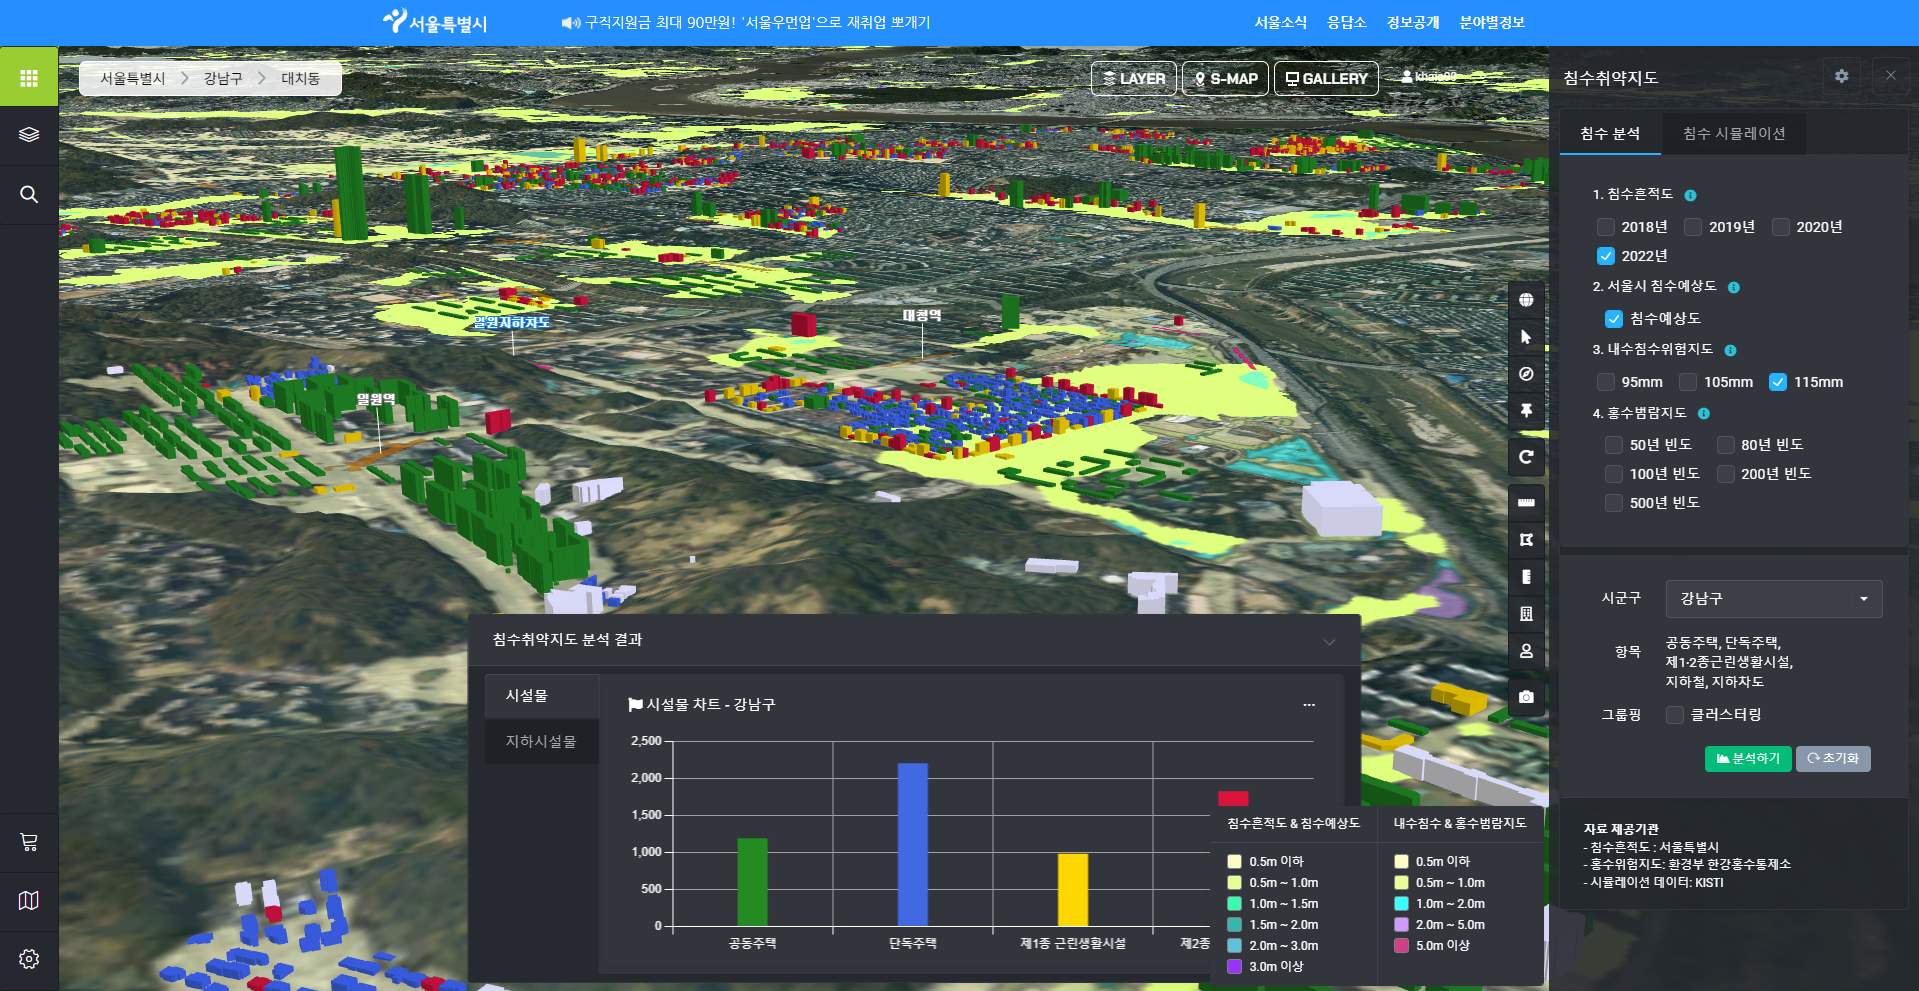 서울특별시
구직지원금 최대 90만원! '서울우먼업'으로 재취업 뽀개기
서울소식 응답소 정보공개 분야별정보
서울특별시 > 강남구 > 대치동
LAYER S-MAP GALLERY
일원지하차도
대청역
일원역
침수취약지도
침수 분석 침수 시뮬레이션
1. 침수흔적도
2018년 2019년 2020년
2022년
2. 서울시 침수예상도
침수예상도
3. 내수침수위험지도
95mm 105mm 115mm
4. 홍수범람지도
50년 빈도 80년 빈도
100년 빈도 200년 빈도
500년 빈도
시군구 강남구
항목 공동주택, 단독주택,
제1·2종근린생활시설,
지하철, 지하차도
그룹핑 클러스터링
분석하기 초기화
자료 제공기관
- 침수흔적도 : 서울특별시
- 홍수위험지도: 환경부 한강홍수통제소
- 시뮬레이션 데이터: KISTI
침수취약지도 분석 결과
시설물
지하시설물
시설물 차트 - 강남구
2,500
2,000
1,500
1,000
500
0
공동주택 단독주택 제1종 근린생활시설 제2종
침수흔적도 & 침수예상도
0.5m 이하
0.5m ~ 1.0m
1.0m ~ 1.5m
1.5m ~ 2.0m
2.0m ~ 3.0m
3.0m 이상
내수침수 & 홍수범람지도
0.5m 이하
0.5m ~ 1.0m
1.0m ~ 2.0m
2.0m ~ 5.0m
5.0m 이상